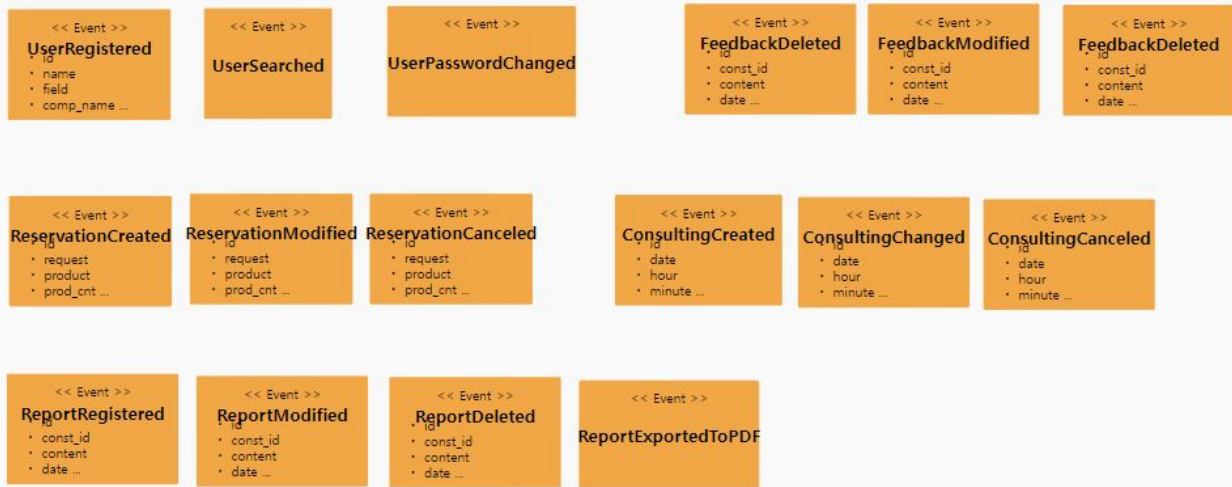 << Event >>
UserRegistered
• id
• name
• field
• comp_name ...
<< Event >>
UserSearched
<< Event >>
UserPasswordChanged
<< Event >>
FeedbackDeleted
• id
• const_id
• content
• date ...
<< Event >>
FeedbackModified
• id
• const_id
• content
• date ...
<< Event >>
FeedbackDeleted
• id
• const_id
• content
• date ...
<< Event >>
ReservationCreated
• id
• request
• product
• prod_cnt ...
<< Event >>
ReservationModified
• id
• request
• product
• prod_cnt ...
<< Event >>
ReservationCanceled
• id
• request
• product
• prod_cnt ...
<< Event >>
ConsultingCreated
• id
• date
• hour
• minute ...
<< Event >>
ConsultingChanged
• id
• date
• hour
• minute ...
<< Event >>
ConsultingCanceled
• id
• date
• hour
• minute ...
<< Event >>
ReportRegistered
• id
• const_id
• content
• date ...
<< Event >>
ReportModified
• id
• const_id
• content
• date ...
<< Event >>
ReportDeleted
• id
• const_id
• content
• date ...
<< Event >>
ReportExportedToPDF